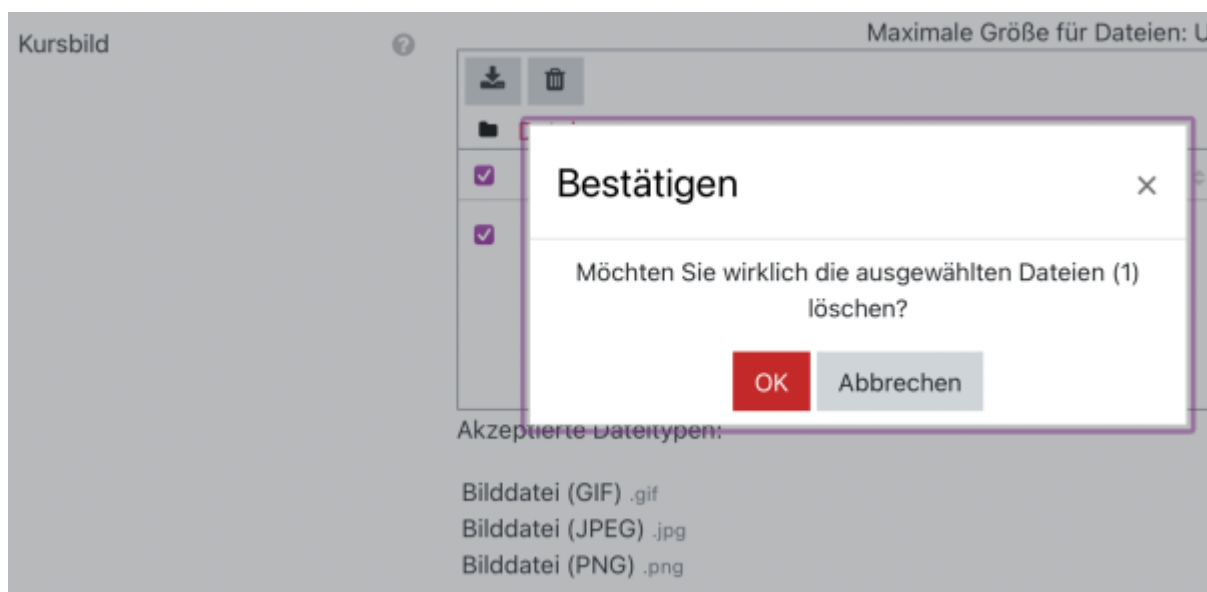 Kursbild
Maximale Größe für Dateien:
Bestätigen
Möchten Sie wirklich die ausgewählten Dateien (1)
löschen?
OK Abbrechen
Akzeptierte Dateitypen:
Bilddatei (GIF) .gif
Bilddatei (JPEG) .jpg
Bilddatei (PNG) .png